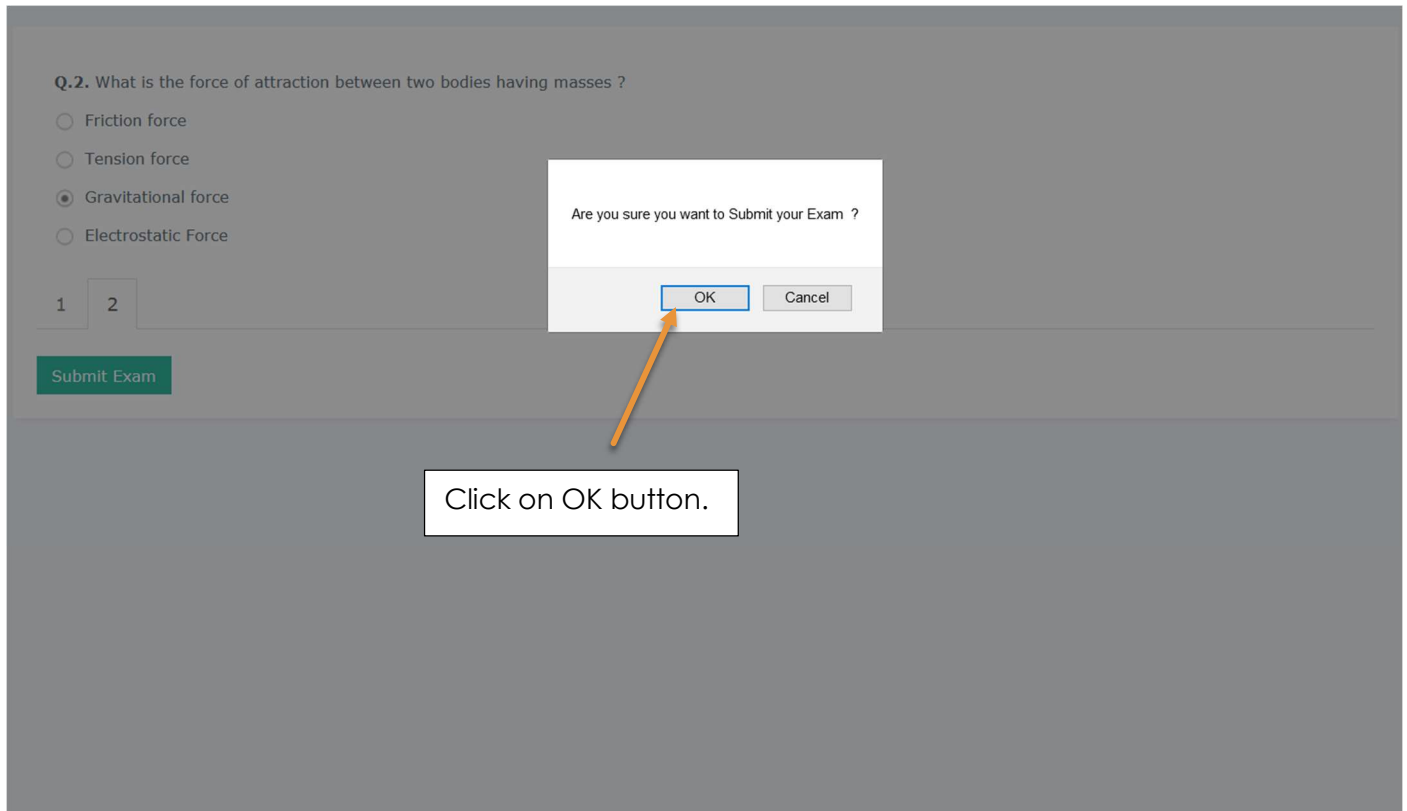 Q.2. What is the force of attraction between two bodies having masses ?
Friction force
Tension force
Gravitational force
Electrostatic Force
1 2
Submit Exam
Are you sure you want to Submit your Exam ?
OK Cancel
Click on OK button.